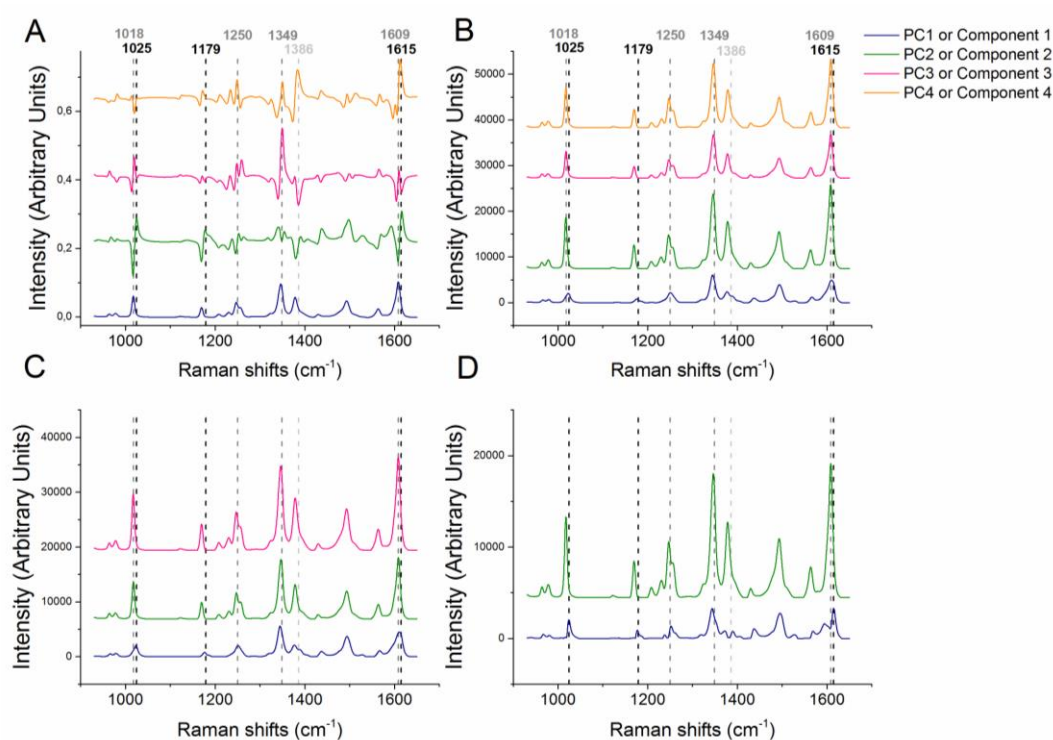 A
1018 1250 1349 1609
1025 1179 1386 1615
Intensity (Arbitrary Units)
0,6
0,4
0,2
0,0
1000 1200 1400 1600
Raman shifts (cm-1)
B
1018 1250 1349 1609
1025 1179 1386 1615
Intensity (Arbitrary Units)
50000
40000
30000
20000
10000
0
1000 1200 1400 1600
Raman shifts (cm-1)
PC1 or Component 1
PC2 or Component 2
PC3 or Component 3
PC4 or Component 4
C
Intensity (Arbitrary Units)
40000
30000
20000
10000
0
1000 1200 1400 1600
Raman shifts (cm-1)
D
Intensity (Arbitrary Units)
20000
10000
0
1000 1200 1400 1600
Raman shifts (cm-1)